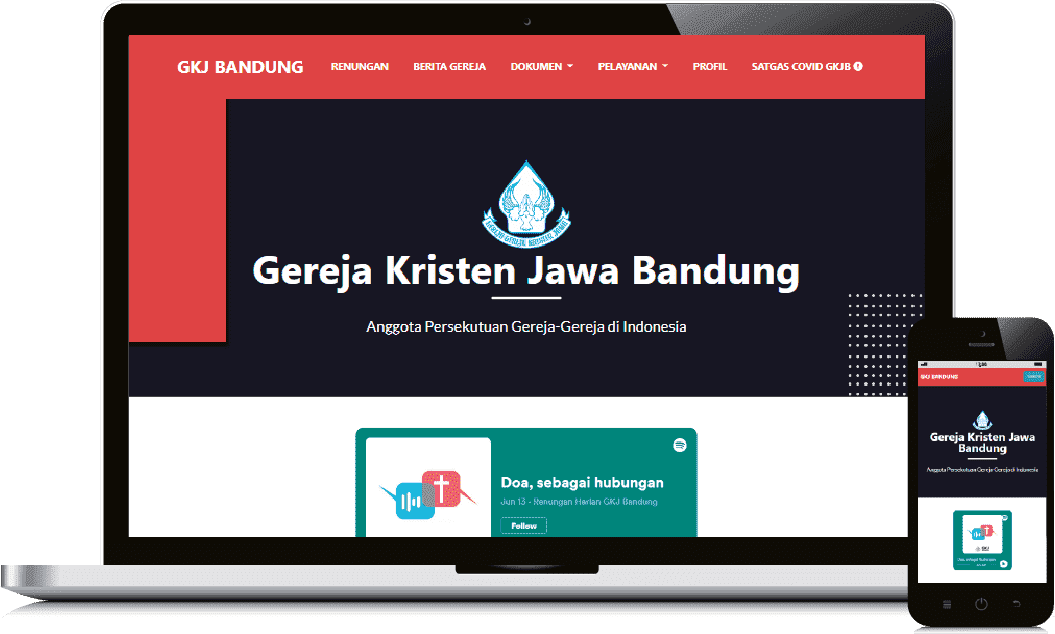 GKJ BANDUNG RENUNGAN BERITA GEREJA DOKUMEN PELAYANAN PROFIL SATGAS COVID GKJB
Gereja Kristen Jawa Bandung
Anggota Persekutuan Gereja-Gereja di Indonesia
Doa, sebagai hubungan
Jun 13 - Renungan Harian GKJ Bandung
Follow
GKJ BANDUNG
Gereja Kristen Jawa
Bandung
Anggota Persekutuan Gereja-Gereja di Indonesia